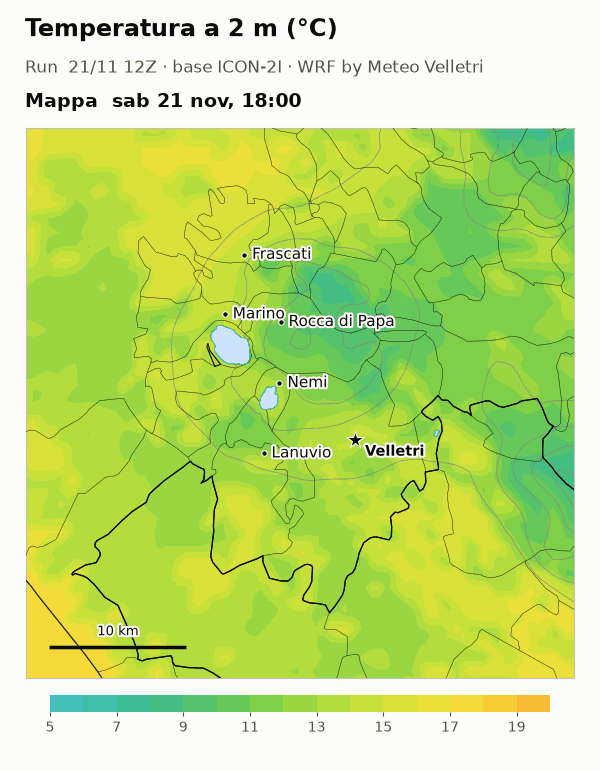 Temperatura a 2 m (°C)
Run  21/11 12Z · base ICON-2I · WRF by Meteo Velletri
Mappa  sab 21 nov, 18:00
Frascati
Marino
Rocca di Papa
Nemi
Velletri
Lanuvio
10 km
5 7 9 11 13 15 17 19